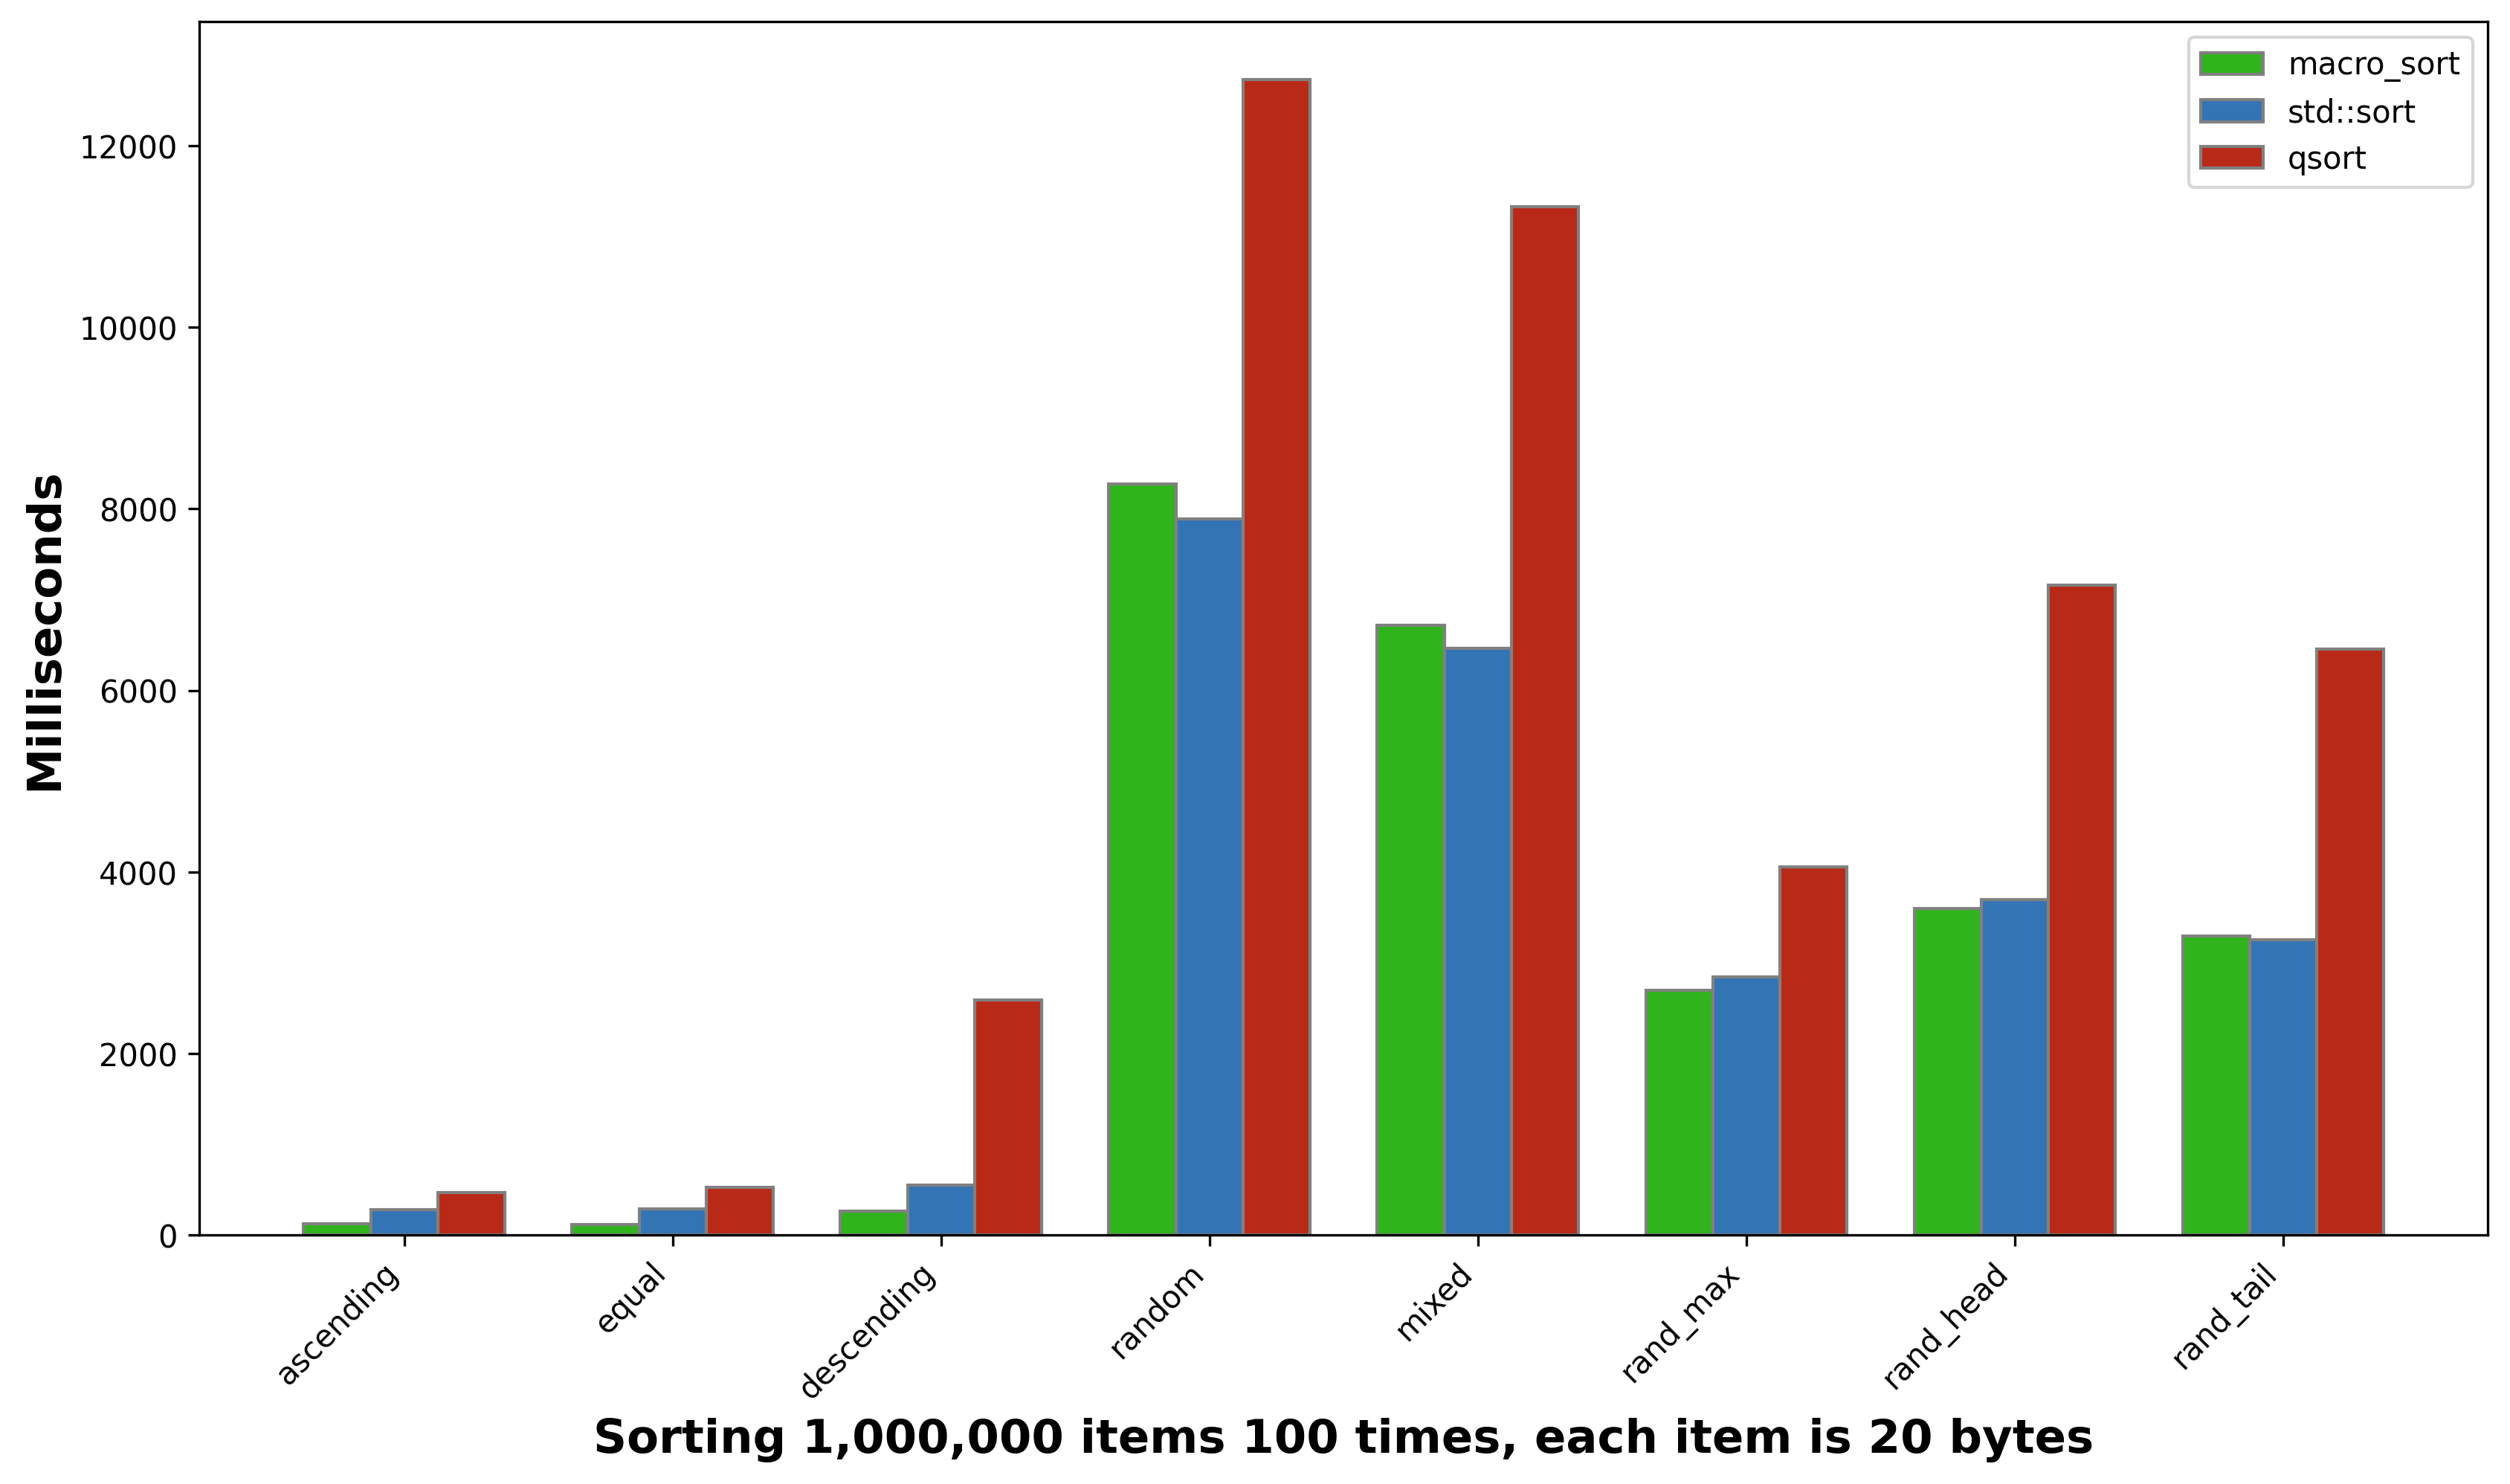 macro_sort
std::sort
qsort
12000
10000
8000
6000
4000
2000
0
Milliseconds
ascending
equal
descending
random
mixed
rand_max
rand_head
rand_tail
Sorting 1,000,000 items 100 times, each item is 20 bytes